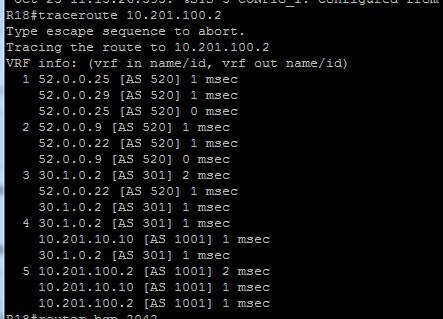 R18#traceroute 10.201.100.2
Type escape sequence to abort.
Tracing the route to 10.201.100.2
VRF info: (vrf in name/id, vrf out name/id)
1 52.0.0.25 [AS 520] 1 msec
52.0.0.29 [AS 520] 1 msec
52.0.0.25 [AS 520] 0 msec
2 52.0.0.9 [AS 520] 1 msec
52.0.0.22 [AS 520] 1 msec
52.0.0.9 [AS 520] 0 msec
3 30.1.0.2 [AS 301] 2 msec
52.0.0.22 [AS 520] 1 msec
30.1.0.2 [AS 301] 1 msec
4 30.1.0.2 [AS 301] 1 msec
10.201.10.10 [AS 1001] 1 msec
30.1.0.2 [AS 301] 1 msec
5 10.201.100.2 [AS 1001] 2 msec
10.201.10.10 [AS 1001] 1 msec
10.201.100.2 [AS 1001] 1 msec
R18#router bgp 2042